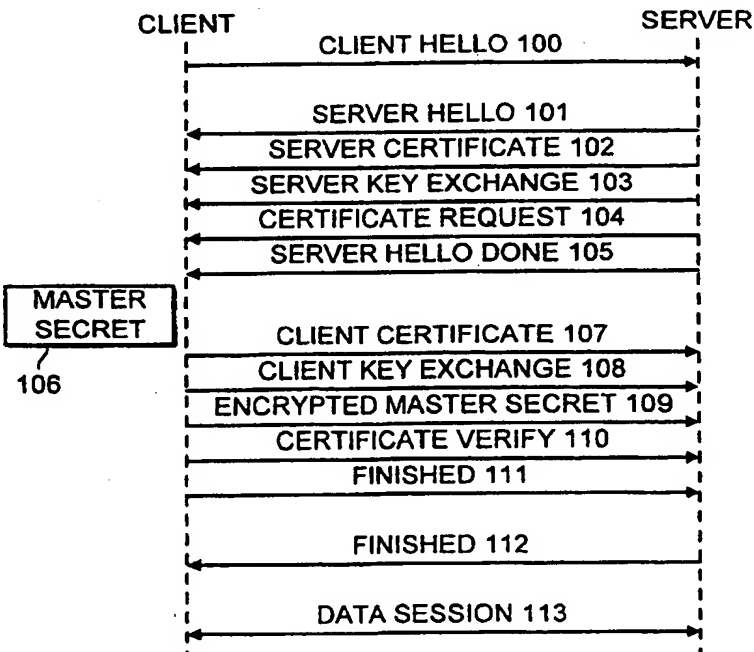 CLIENT
SERVER
CLIENT HELLO 100
SERVER HELLO 101
SERVER CERTIFICATE 102
SERVER KEY EXCHANGE 103
CERTIFICATE REQUEST 104
SERVER HELLO DONE 105
MASTER
SECRET
106
CLIENT CERTIFICATE 107
CLIENT KEY EXCHANGE 108
ENCRYPTED MASTER SECRET 109
CERTIFICATE VERIFY 110
FINISHED 111
FINISHED 112
DATA SESSION 113